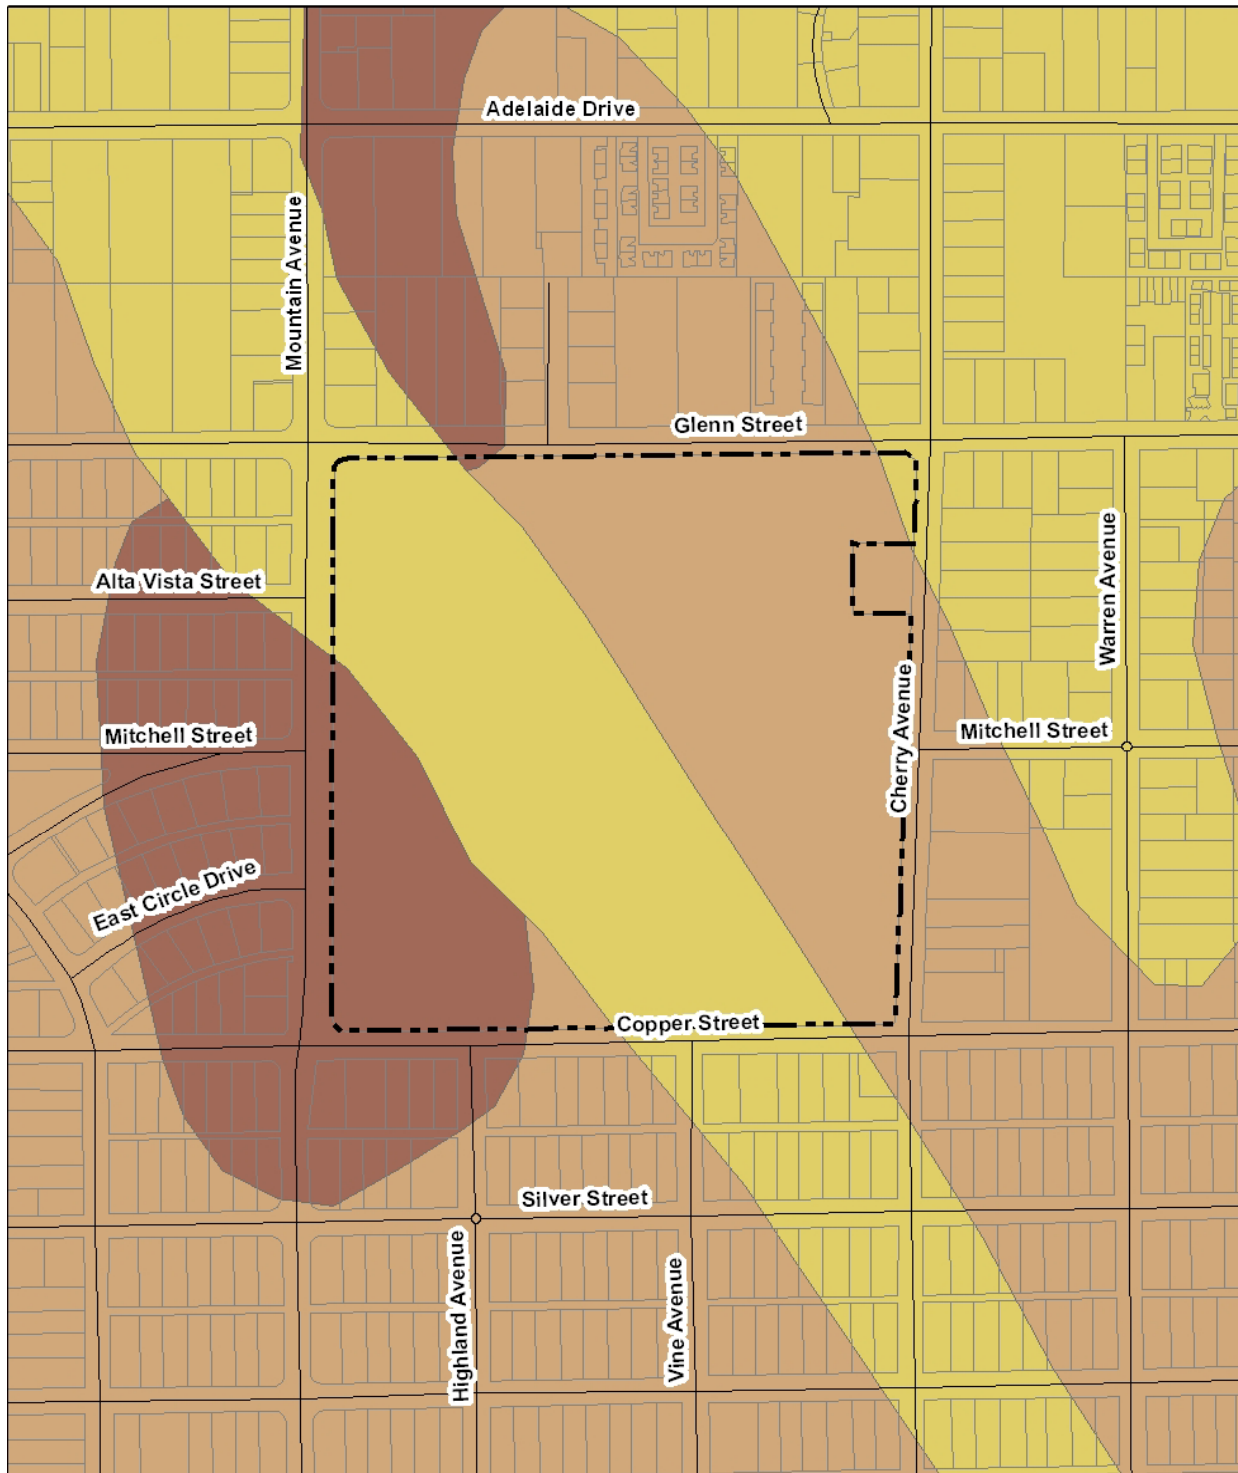 Adelaide Drive
Mountain Avenue
Glenn Street
Alta Vista Street
Warren Avenue
Mitchell Street
Mitchell Street
Cherry Avenue
East Circle Drive
Copper Street
Silver Street
Highland Avenue
Vine Avenue